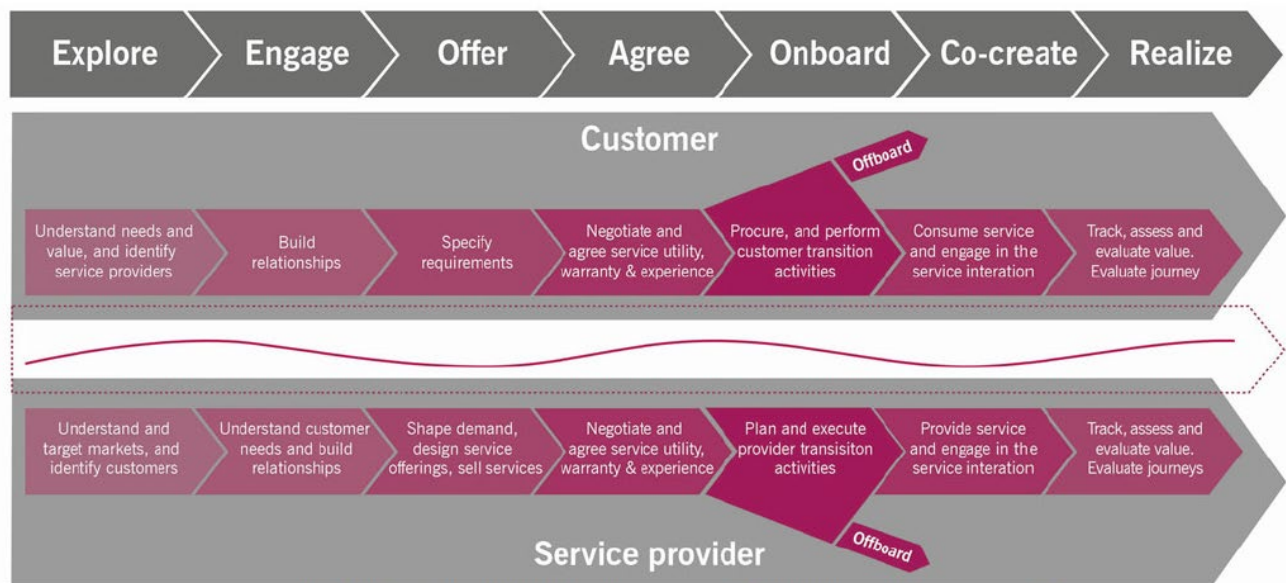 Explore Engage Offer Agree Onboard Co-create Realize
Customer
Offboard
Understand needs and
value, and identify
service providers
Build
relationships
Specify
requirements
Negotiate and
agree service utility,
warranty & experience
Procure, and perform
customer transition
activities
Consume service
and engage in the
service interation
Track, assess and
evaluate value.
Evaluate journey
Understand and
target markets, and
identify customers
Understand customer
needs and build
relationships
Shape demand,
design service
offerings, sell services
Negotiate and
agree service utility,
warranty & experience
Plan and execute
provider transisiton
activities
Provide service
and engage in the
service interation
Track, assess and
evaluate value.
Evaluate journeys
Offboard
Service provider